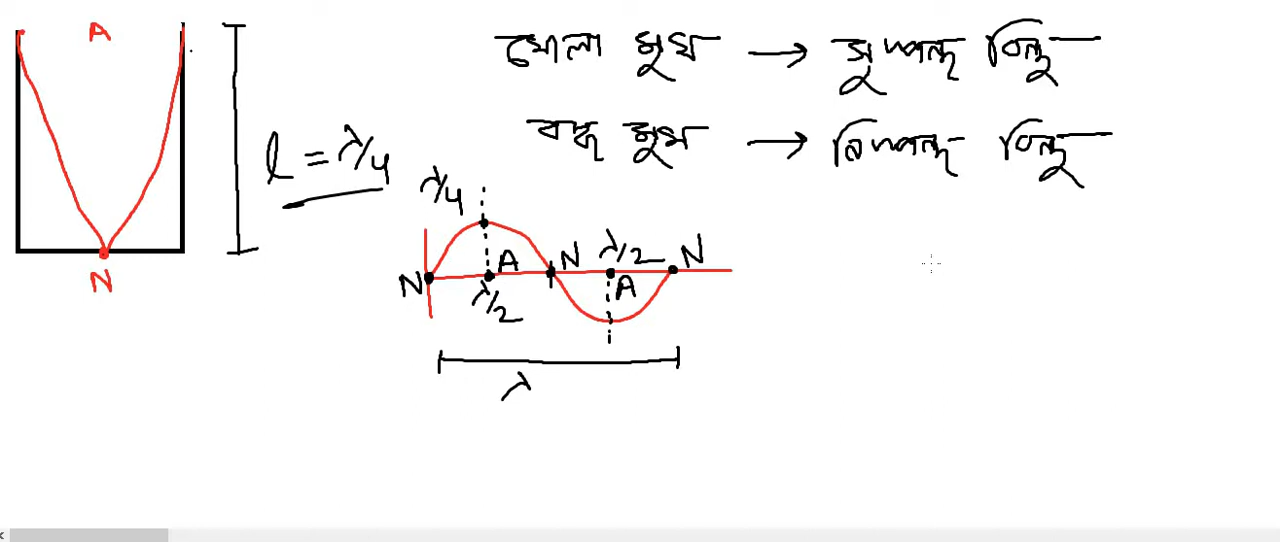 A
খোলা মুখ → সুস্পন্দ বিন্দু
বদ্ধ মুখ → নিস্পন্দ বিন্দু
l = λ/4
N
λ/4
N A N λ/2 N
λ/2 A
λ